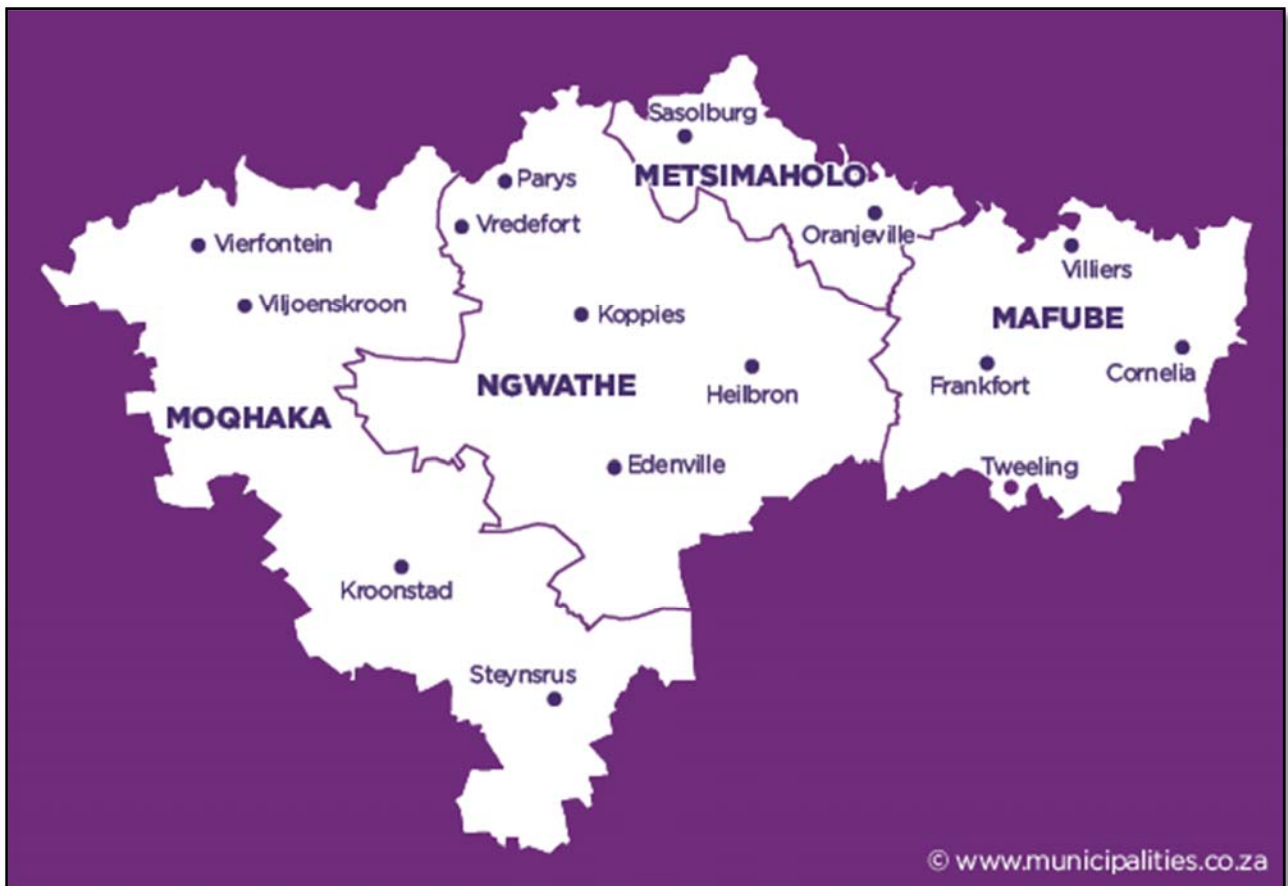 Sasolburg
METSIMAHOLO
Parys
Vredefort
Oranjeville
Vierfontein
Villiers
Viljoenskroon
Koppies
MAFUBE
NGWATHE
Heilbron
Frankfort
Cornelia
MOQHAKA
Edenville
Tweeling
Kroonstad
Steynsrus
© www.municipalities.co.za